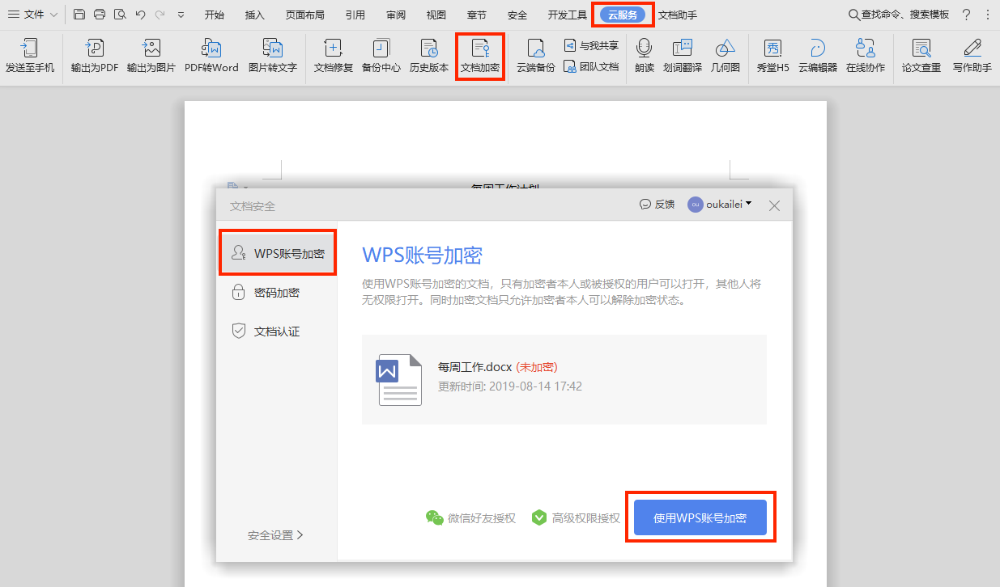 文件 开始 插入 页面布局 引用 审阅 视图 章节 安全 开发工具 云服务 文档助手 查找命令、搜索模板 ?
与我共享
发送至手机 输出为PDF 输出为图片 PDF转Word 图片转文字 文档修复 备份中心 历史版本 文档加密 云端备份 团队文档 朗读 划词翻译 几何图 秀堂H5 云编辑器 在线协作 论文查重 写作助手
每周工作计划
文档安全 反馈 ou oukailei
WPS账号加密
密码加密
文档认证
安全设置
WPS账号加密
使用WPS账号加密的文档，只有加密者本人或被授权的用户可以打开，其他人将
无权限打开。同时加密文档只允许加密者本人可以解除加密状态。
W
每周工作.docx (未加密)
更新时间: 2019-08-14 17:42
微信好友授权 高级权限授权 使用WPS账号加密